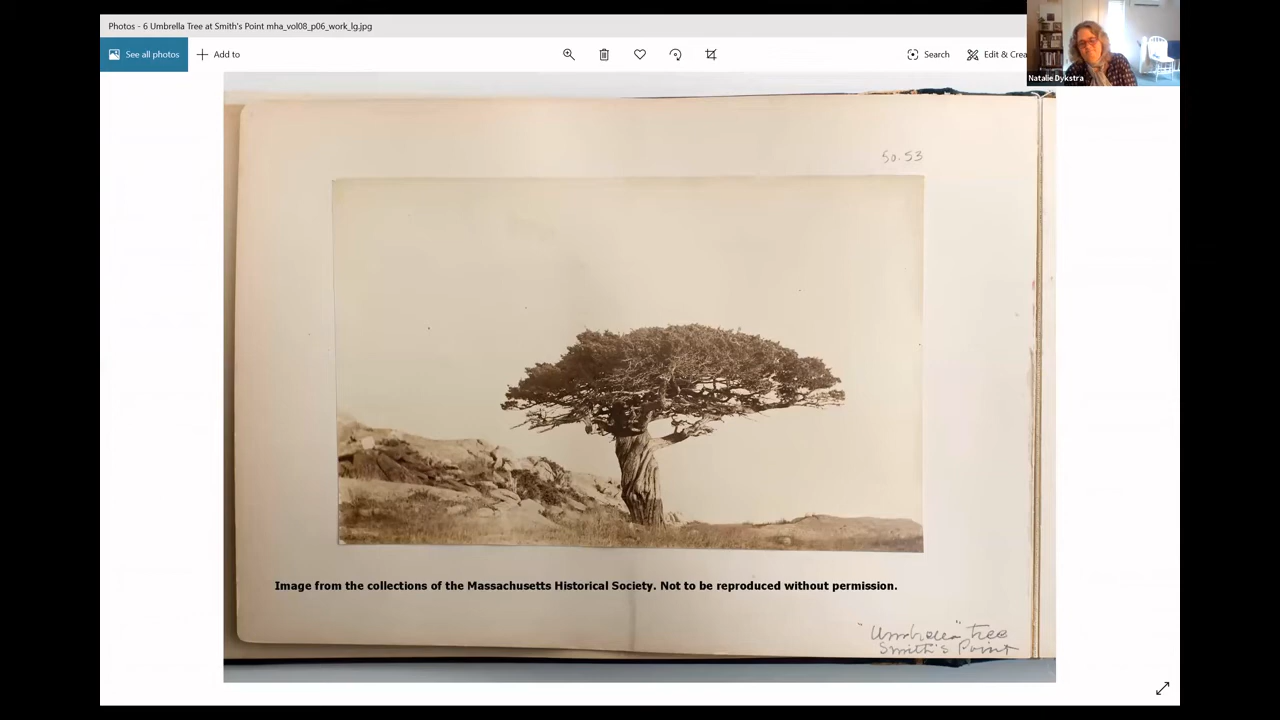 Photos - 6 Umbrella Tree at Smith's Point mha_vol08_p06_work_lg.jpg
See all photos
Add to
Search
Edit & Crea
Natalie Dykstra
50.53
Image from the collections of the Massachusetts Historical Society. Not to be reproduced without permission.
"Umbrella" tree
Smith's Point